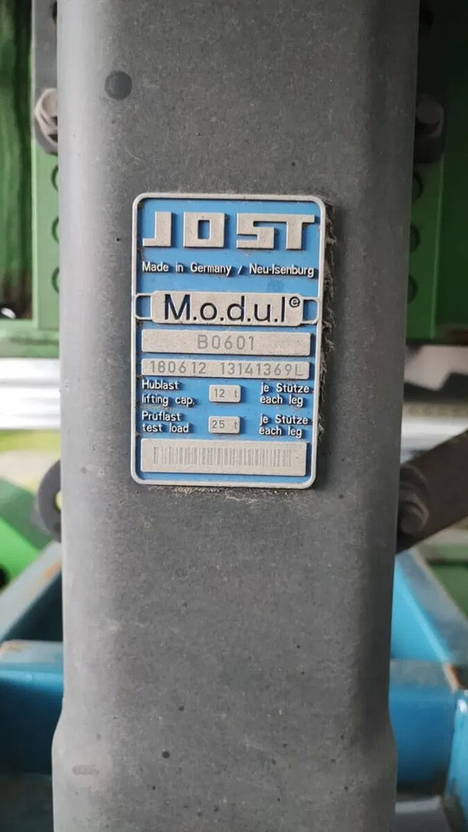 JOST
Made in Germany / Neu-Isenburg
M.o.d.u.l e
B0601
180612 13141369L
Hublast 12 t je Stütze
lifting cap. each leg
Prüflast 25 t je Stütze
test load each leg